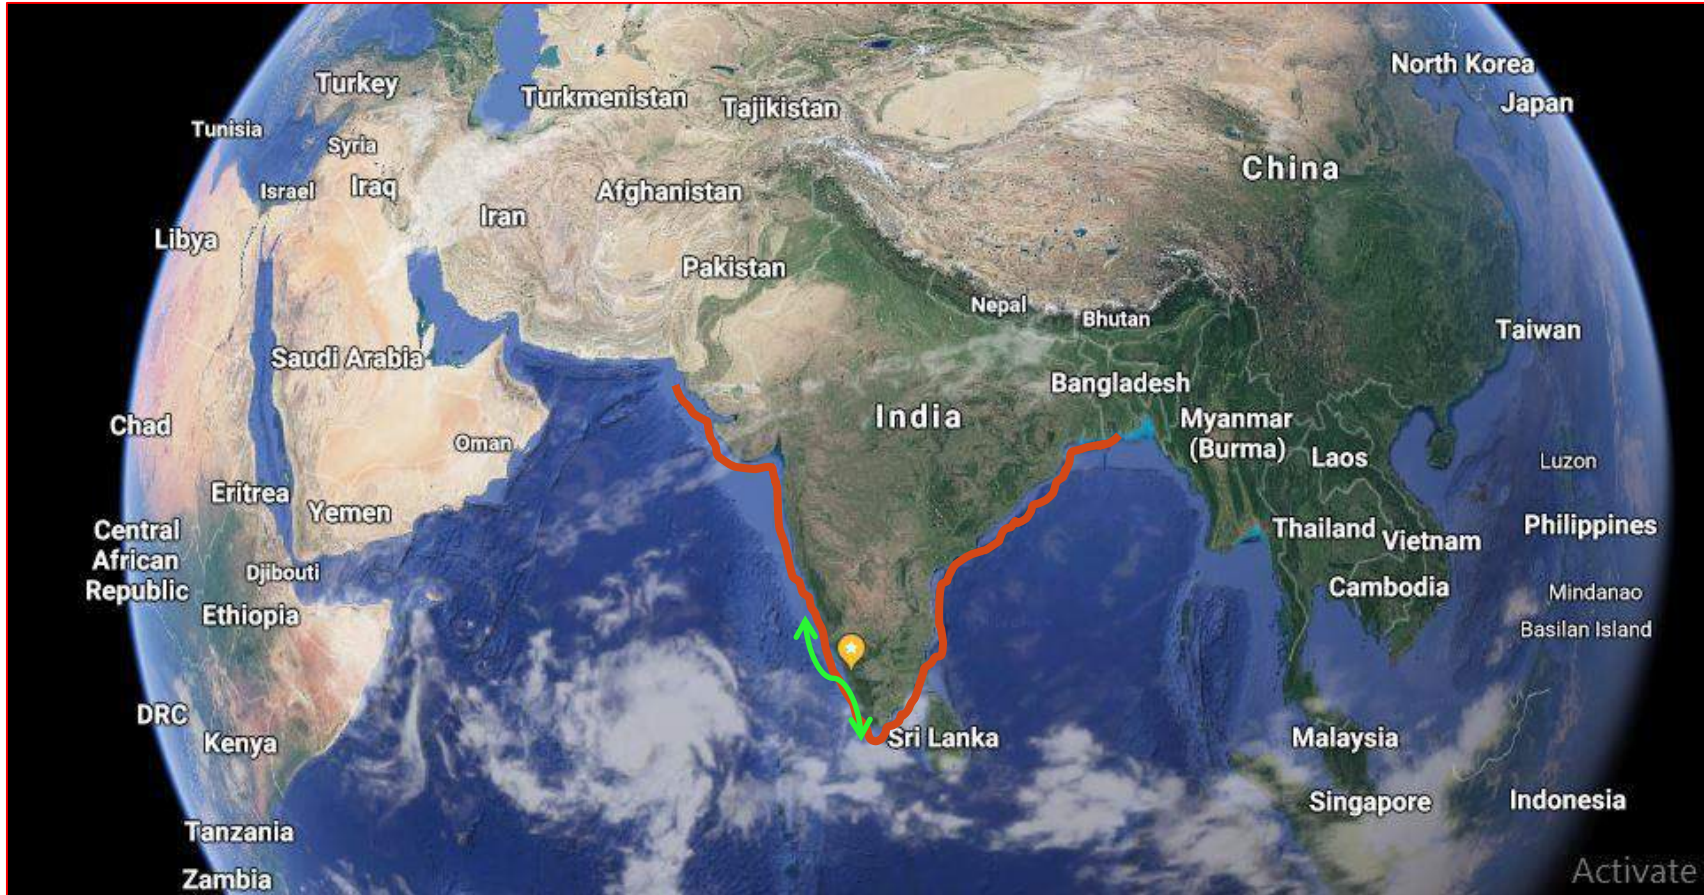 North Korea
Turkey
Turkmenistan
Tajikistan
Japan
Tunisia
Syria
China
Israel
Iraq
Afghanistan
Iran
Libya
Pakistan
Nepal
Bhutan
Taiwan
Saudi Arabia
Bangladesh
India
Myanmar
(Burma)
Chad
Oman
Laos
Luzon
Eritrea
Yemen
Central
African
Republic
Thailand
Vietnam
Philippines
Djibouti
Cambodia
Mindanao
Ethiopia
Basilan Island
DRC
Kenya
Sri Lanka
Malaysia
Singapore
Indonesia
Tanzania
Zambia
Activate